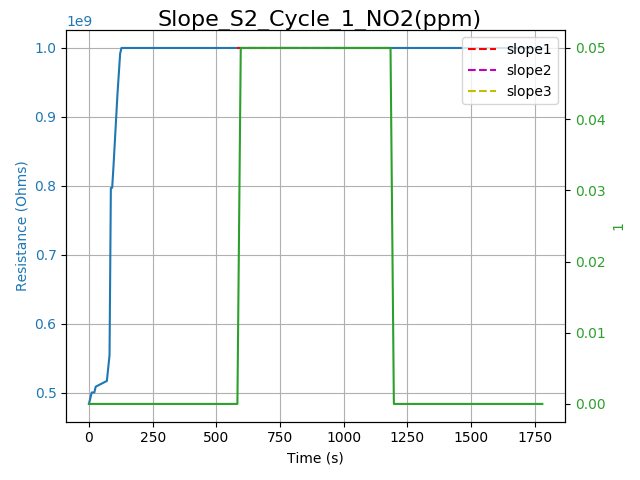 Slope_S2_Cycle_1_NO2(ppm)
1e9
1.0
0.9
0.8
0.7
0.6
0.5
Resistance (Ohms)
slope1
slope2
slope3
0.05
0.04
0.03
0.02
0.01
0.00
1
0 250 500 750 1000 1250 1500 1750
Time (s)